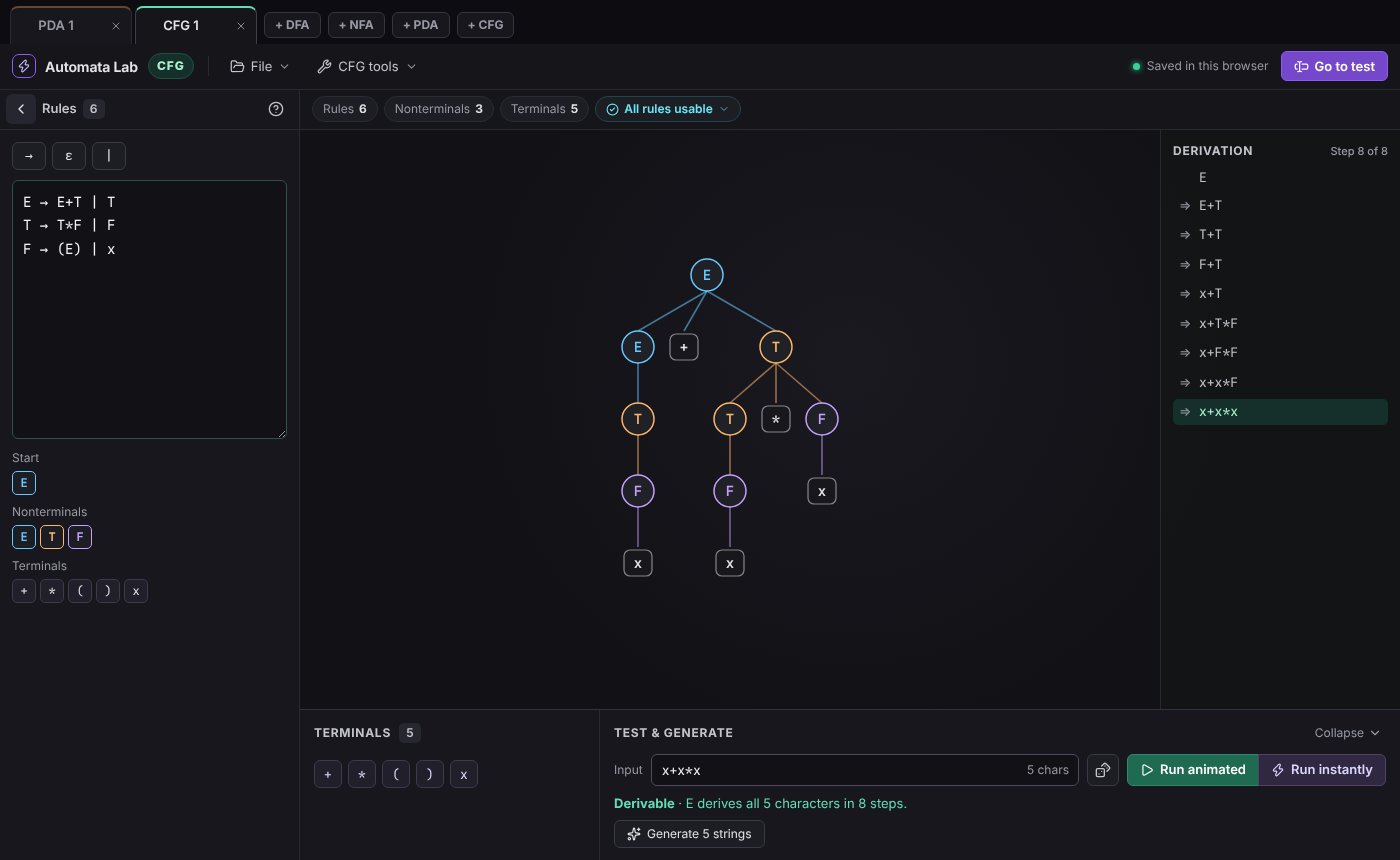 PDA 1 × CFG 1 × + DFA + NFA + PDA + CFG
Automata Lab CFG File CFG tools Saved in this browser Go to test
Rules 6
Rules 6 Nonterminals 3 Terminals 5 All rules usable
→ ε |
E → E+T | T
T → T*F | F
F → (E) | x
Start
E
Nonterminals
E T F
Terminals
+ * ( ) x
E
E + T
T T * F
F F x
x x
DERIVATION Step 8 of 8
E
⇒ E+T
⇒ T+T
⇒ F+T
⇒ x+T
⇒ x+T*F
⇒ x+F*F
⇒ x+x*F
⇒ x+x*x
TERMINALS 5
+ * ( ) x
TEST & GENERATE Collapse
Input x+x*x 5 chars Run animated Run instantly
Derivable · E derives all 5 characters in 8 steps.
Generate 5 strings